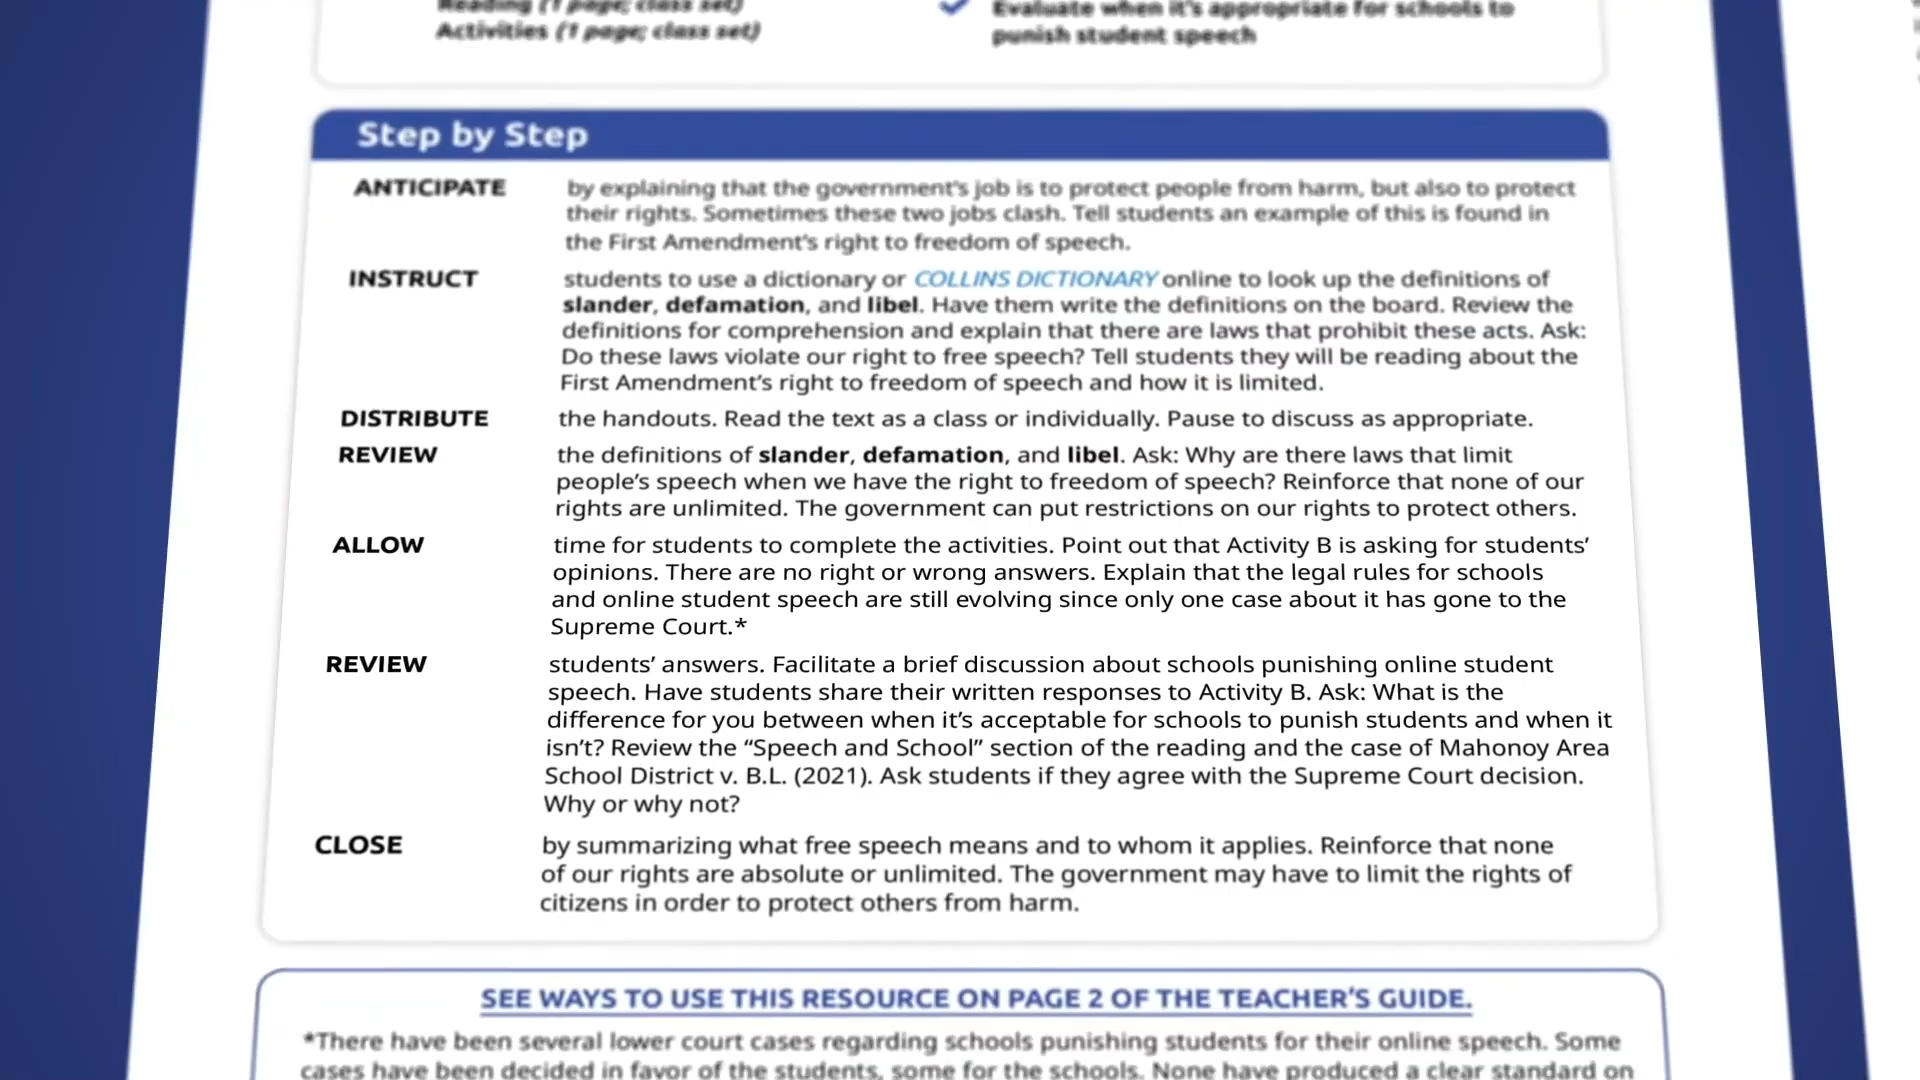 Reading (1 page; class set)
Activities (1 page; class set)
Evaluate when it's appropriate for schools to
punish student speech
Step by Step
ANTICIPATE by explaining that the government's job is to protect people from harm, but also to protect
their rights. Sometimes these two jobs clash. Tell students an example of this is found in
the First Amendment's right to freedom of speech.
INSTRUCT students to use a dictionary or COLLINS DICTIONARY online to look up the definitions of
slander, defamation, and libel. Have them write the definitions on the board. Review the
definitions for comprehension and explain that there are laws that prohibit these acts. Ask:
Do these laws violate our right to free speech? Tell students they will be reading about the
First Amendment's right to freedom of speech and how it is limited.
DISTRIBUTE the handouts. Read the text as a class or individually. Pause to discuss as appropriate.
REVIEW the definitions of slander, defamation, and libel. Ask: Why are there laws that limit
people's speech when we have the right to freedom of speech? Reinforce that none of our
rights are unlimited. The government can put restrictions on our rights to protect others.
ALLOW time for students to complete the activities. Point out that Activity B is asking for students'
opinions. There are no right or wrong answers. Explain that the legal rules for schools
and online student speech are still evolving since only one case about it has gone to the
Supreme Court.*
REVIEW students' answers. Facilitate a brief discussion about schools punishing online student
speech. Have students share their written responses to Activity B. Ask: What is the
difference for you between when it's acceptable for schools to punish students and when it
isn't? Review the “Speech and School” section of the reading and the case of Mahonoy Area
School District v. B.L. (2021). Ask students if they agree with the Supreme Court decision.
Why or why not?
CLOSE by summarizing what free speech means and to whom it applies. Reinforce that none
of our rights are absolute or unlimited. The government may have to limit the rights of
citizens in order to protect others from harm.
SEE WAYS TO USE THIS RESOURCE ON PAGE 2 OF THE TEACHER'S GUIDE.
*There have been several lower court cases regarding schools punishing students for their online speech. Some
cases have been decided in favor of the students, some for the schools. None have produced a clear standard on